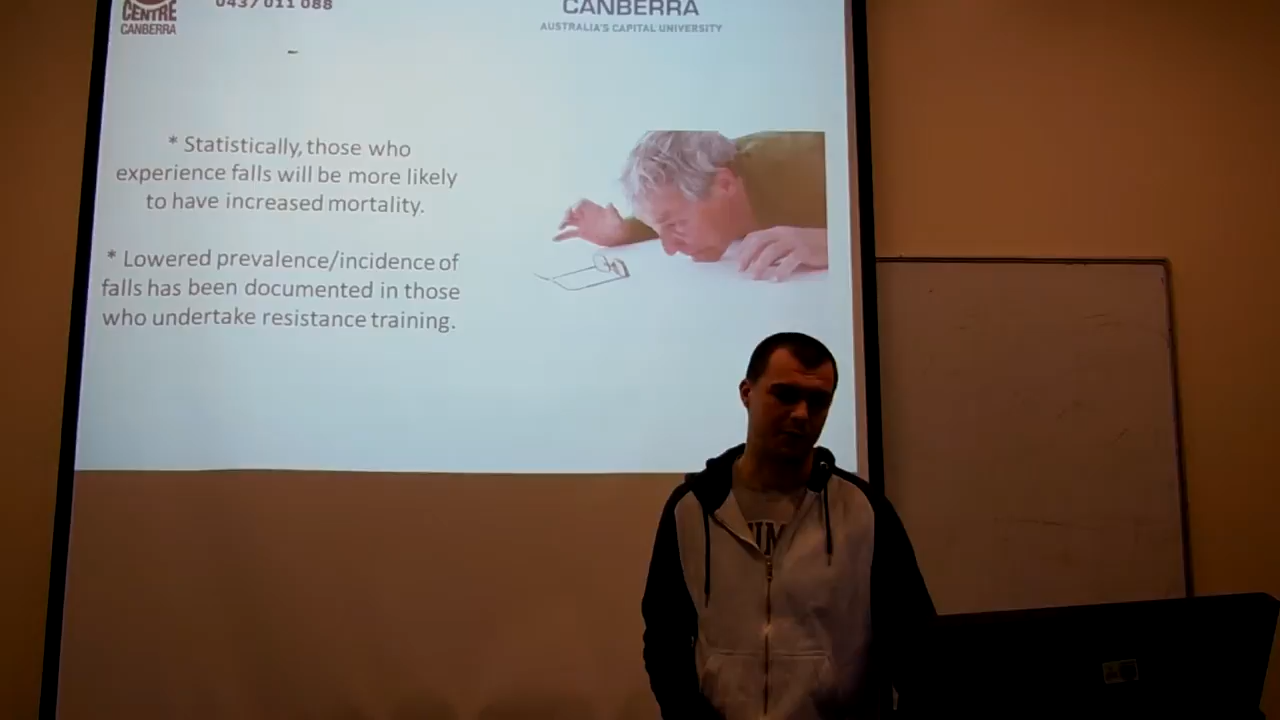 CENTRE
CANBERRA
0437 011 088
CANBERRA
AUSTRALIA'S CAPITAL UNIVERSITY
* Statistically, those who
experience falls will be more likely
to have increased mortality.
* Lowered prevalence/incidence of
falls has been documented in those
who undertake resistance training.